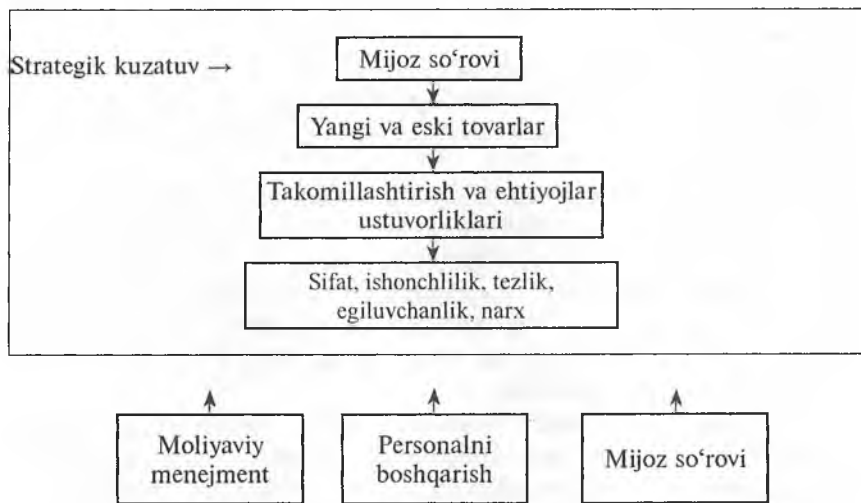 Strategik kuzatuv →
Mijoz so‘rovi
Yangi va eski tovarlar
Takomillashtirish va ehtiyojlar
ustuvorliklari
Sifat, ishonchlilik, tezlik,
egiluvchanlik, narx
Moliyaviy
menejment
Personalni
boshqarish
Mijoz so‘rovi